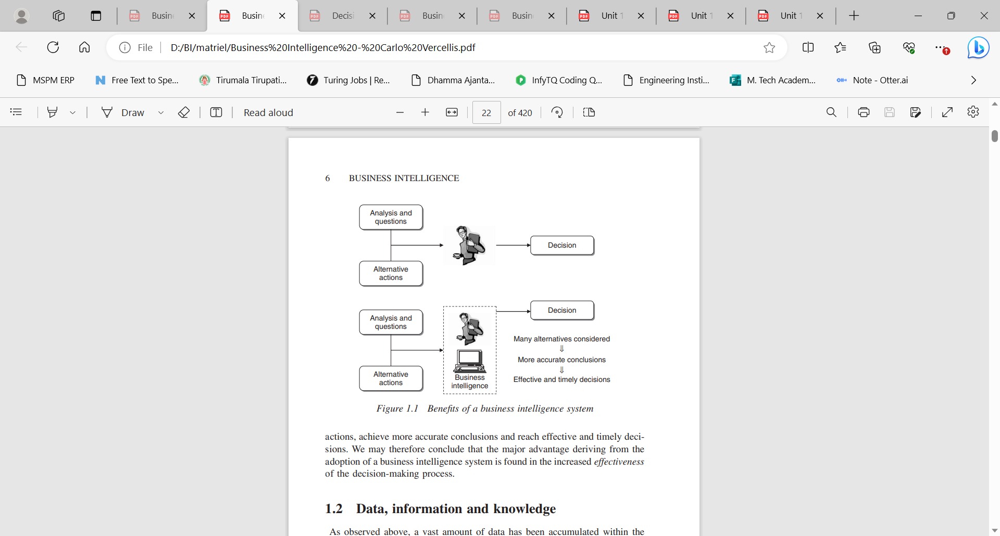 Busin
Busin
Decisi
Busin
Busin
Unit 1
Unit 1
Unit 1
File
D:/BI/matriel/Business%20Intelligence%20-%20Carlo%20Vercellis.pdf
MSPM ERP
Free Text to Spe...
Tirumala Tirupati...
Turing Jobs | Re...
Dhamma Ajanta...
InfyTQ Coding Q...
Engineering Insti...
M. Tech Academ...
Note - Otter.ai
Draw
Read aloud
22 of 420
6 BUSINESS INTELLIGENCE
Analysis and
questions
Decision
Alternative
actions
Analysis and
questions
Decision
Many alternatives considered
⇓
More accurate conclusions
⇓
Effective and timely decisions
Alternative
actions
Business
intelligence
Figure 1.1 Benefits of a business intelligence system
actions, achieve more accurate conclusions and reach effective and timely deci-
sions. We may therefore conclude that the major advantage deriving from the
adoption of a business intelligence system is found in the increased effectiveness
of the decision-making process.
1.2 Data, information and knowledge
As observed above, a vast amount of data has been accumulated within the